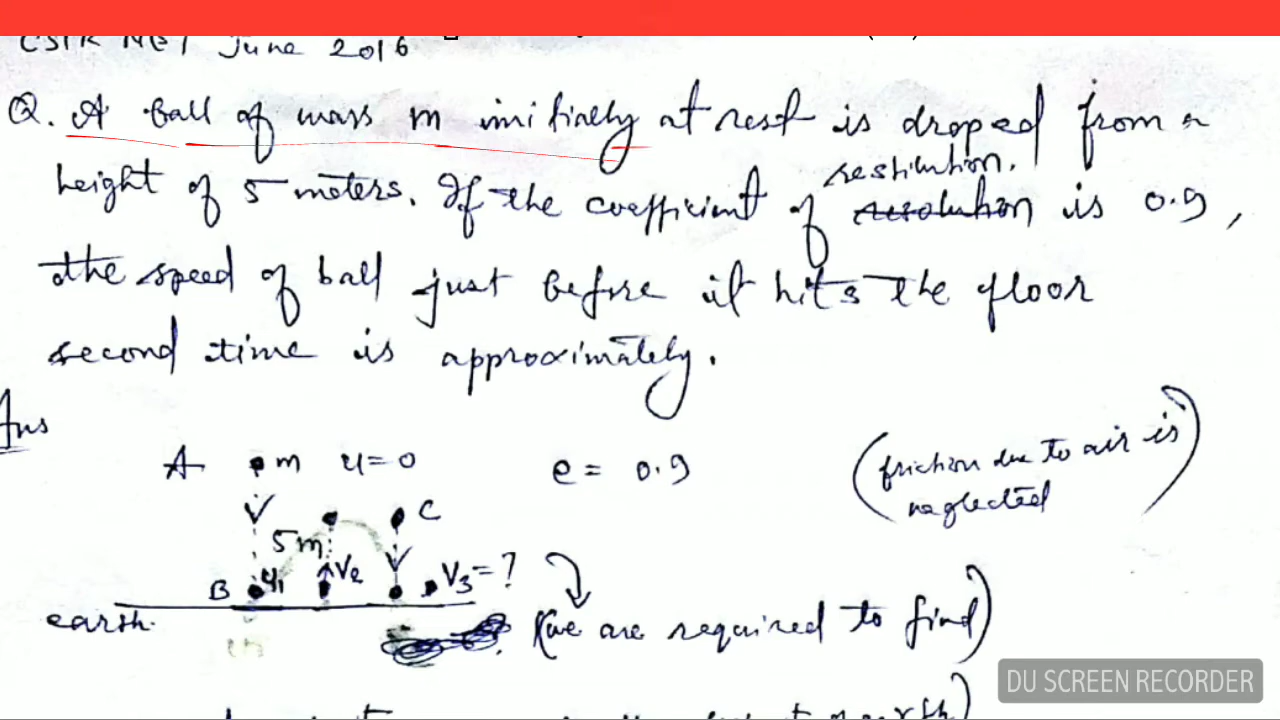 CSIR NET June 2016
Q. A ball of mass m initially at rest is droped from a
height of 5 meters. If the coefficient of restitution. is 0.9,
the speed of ball just before it hits the floor
second time is approximately.
Ans
A m u=0 e = 0.9 (friction due to air is
neglected)
C
5m
B u1 V2 V3 = ?
earth. (we are required to find)
DU SCREEN RECORDER